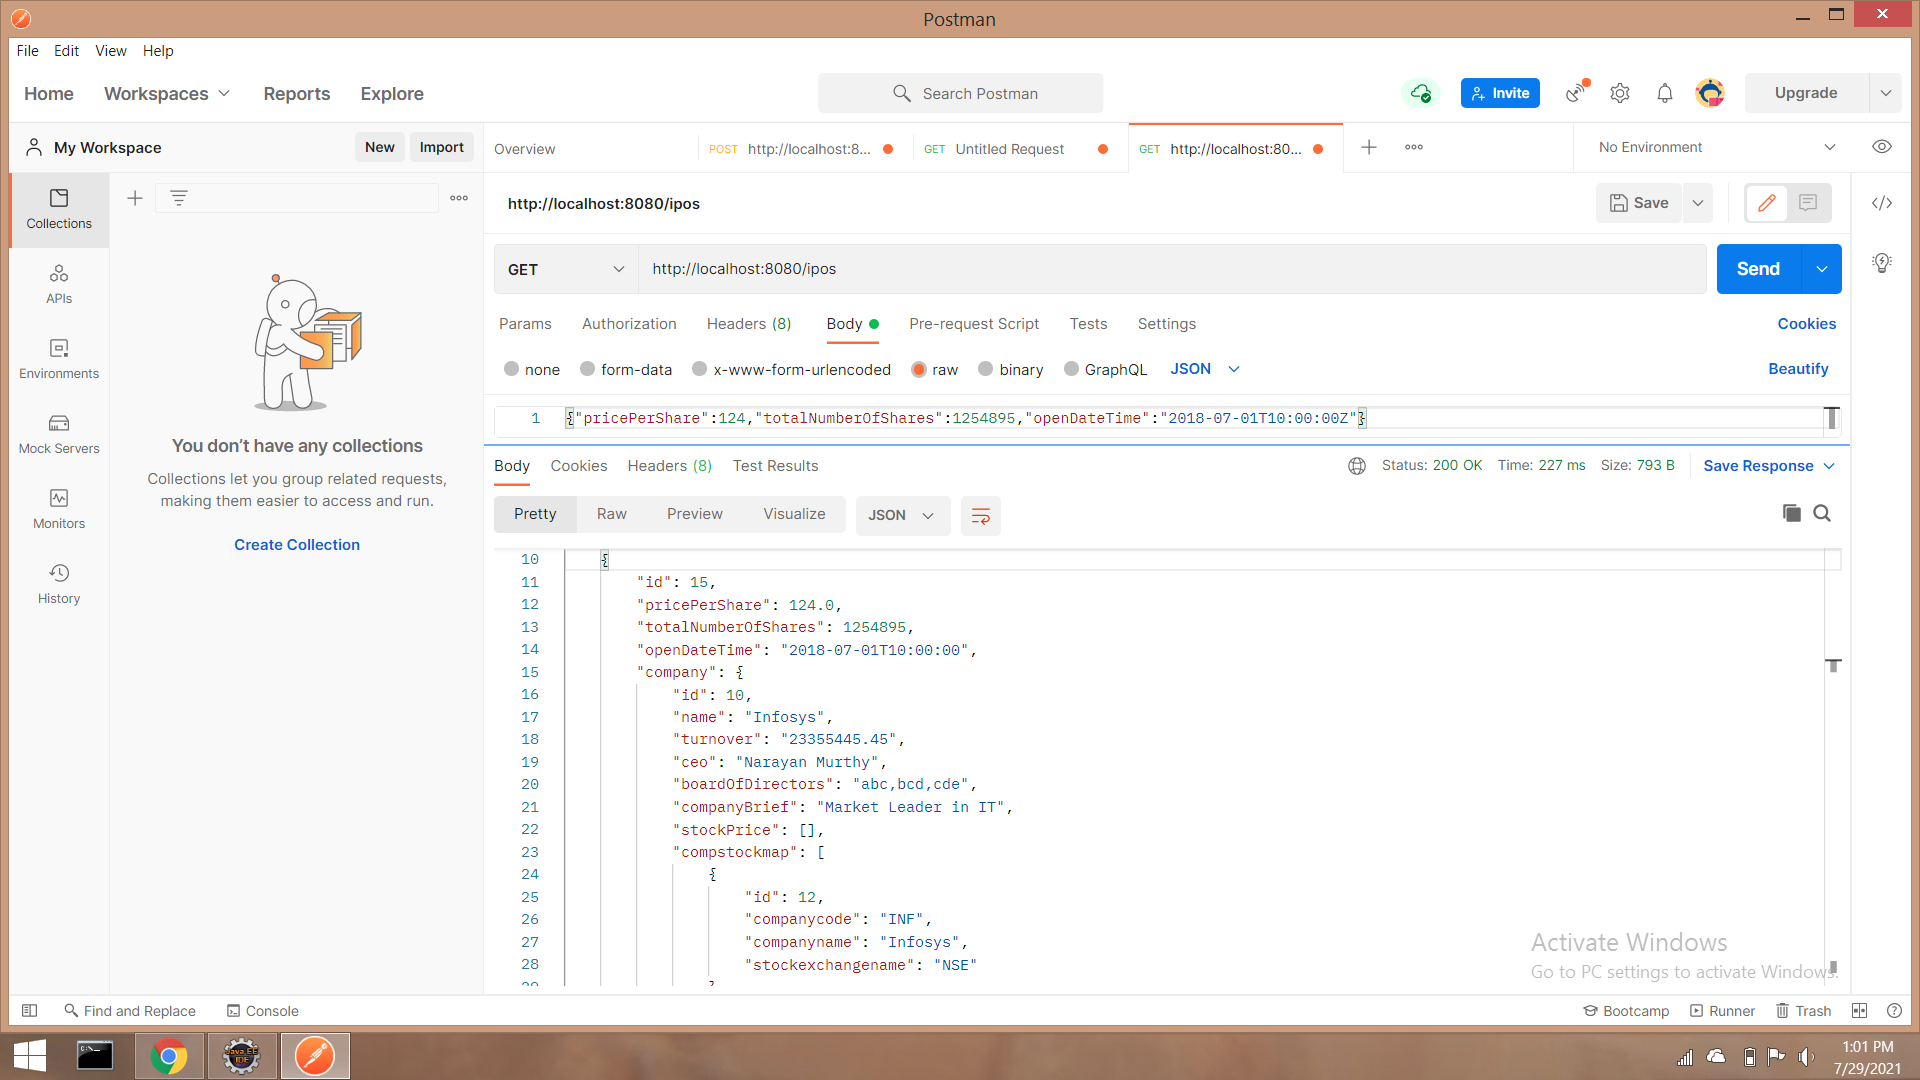 Postman
File Edit View Help
Home Workspaces Reports Explore
Search Postman
Invite
Upgrade
My Workspace
New Import
Overview
POST http://localhost:8...
GET Untitled Request
GET http://localhost:80...
No Environment
Collections
APIs
Environments
Mock Servers
Monitors
History
You don't have any collections
Collections let you group related requests,
making them easier to access and run.
Create Collection
http://localhost:8080/ipos
Save
GET http://localhost:8080/ipos
Send
Params Authorization Headers (8) Body Pre-request Script Tests Settings Cookies
none form-data x-www-form-urlencoded raw binary GraphQL JSON Beautify
1 {"pricePerShare":124,"totalNumberOfShares":1254895,"openDateTime":"2018-07-01T10:00:00Z"}
Body Cookies Headers (8) Test Results Status: 200 OK Time: 227 ms Size: 793 B Save Response
Pretty Raw Preview Visualize JSON
10 {
11 "id": 15,
12 "pricePerShare": 124.0,
13 "totalNumberOfShares": 1254895,
14 "openDateTime": "2018-07-01T10:00:00",
15 "company": {
16 "id": 10,
17 "name": "Infosys",
18 "turnover": "23355445.45",
19 "ceo": "Narayan Murthy",
20 "boardOfDirectors": "abc,bcd,cde",
21 "companyBrief": "Market Leader in IT",
22 "stockPrice": [],
23 "compstockmap": [
24 {
25 "id": 12,
26 "companycode": "INF",
27 "companyname": "Infosys",
28 "stockexchangename": "NSE"
Activate Windows
Go to PC settings to activate Windows.
Find and Replace Console
Bootcamp Runner Trash
Java EE
IDE
1:01 PM
7/29/2021